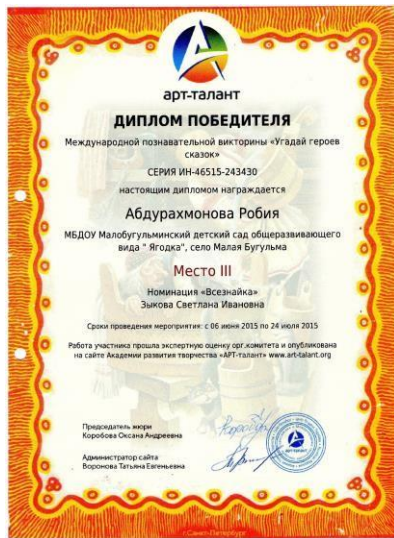 арт-талант
ДИПЛОМ ПОБЕДИТЕЛЯ
Международной познавательной викторины «Угадай героев
сказок»
СЕРИЯ ИН-46515-243430
настоящим дипломом награждается
Абдурахмонова Робия
МБДОУ Малобугульминский детский сад общеразвивающего
вида " Ягодка", село Малая Бугульма
Место III
Номинация «Всезнайка»
Зыкова Светлана Ивановна
Сроки проведения мероприятия: с 06 июня 2015 по 24 июля 2015
Работа участника прошла экспертную оценку орг.комитета и опубликована
на сайте Академии развития творчества «АРТ-талант» www.art-talant.org
Председатель жюри
Коробова Оксана Андреевна
Администратор сайта
Воронова Татьяна Евгеньевна
г.Санкт-Петербург